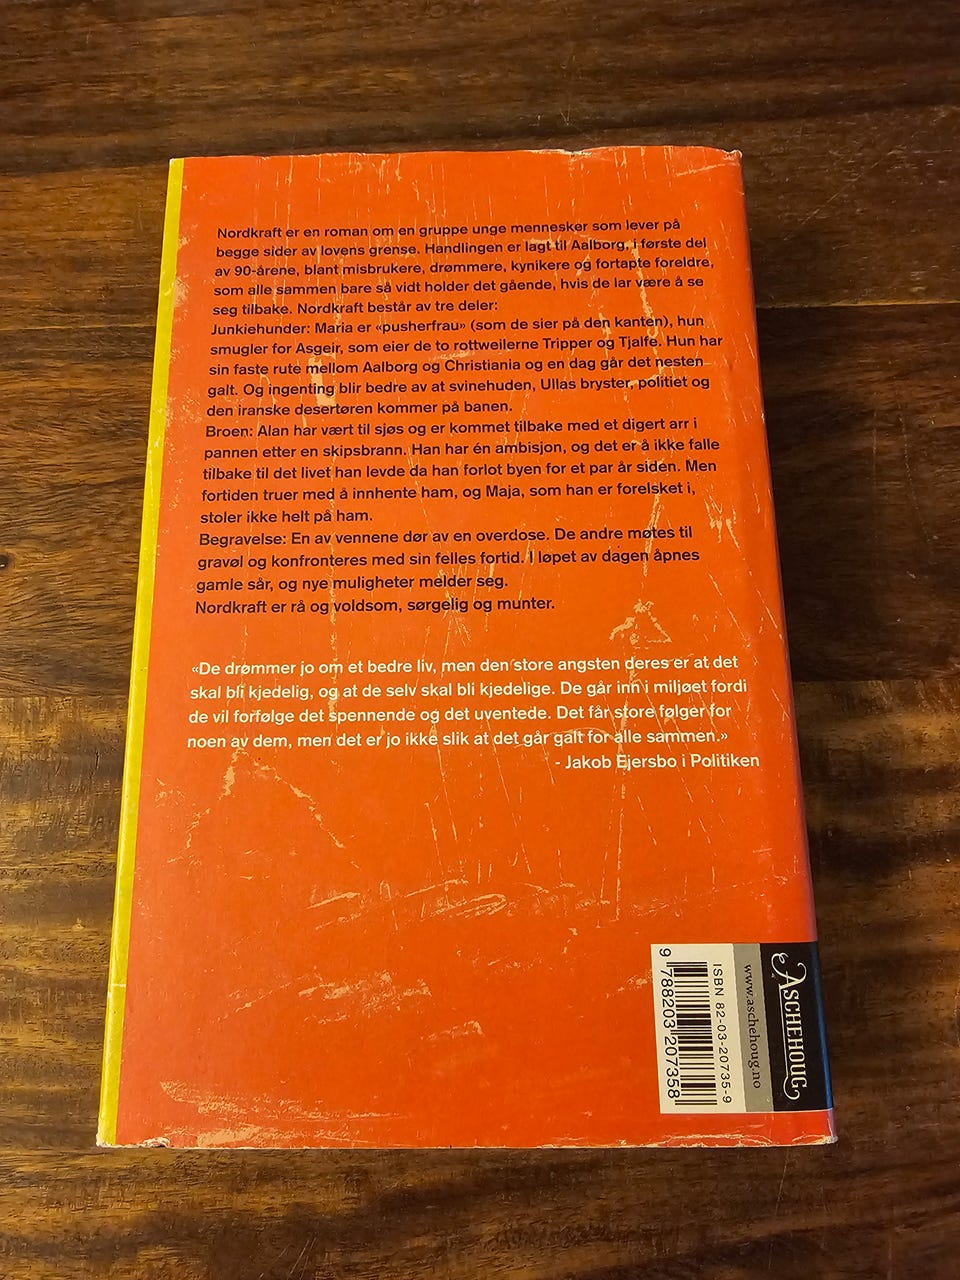 Nordkraft er en roman om en gruppe unge mennesker som lever på
begge sider av lovens grense. Handlingen er lagt til Aalborg, i første del
av 90-årene, blant misbrukere, drømmere, kynikere og fortapte foreldre,
som alle sammen bare så vidt holder det gående, hvis de lar være å se
seg tilbake. Nordkraft består av tre deler:
Junkiehunder: Maria er «pusherfrau» (som de sier på den kanten), hun
smugler for Asgeir, som eier de to rottweilerne Tripper og Tjalfe. Hun har
sin faste rute mellom Aalborg og Christiania og en dag går det nesten
galt. Og ingenting blir bedre av at svinehuden, Ullas bryster, politiet og
den iranske desertøren kommer på banen.
Broen: Alan har vært til sjøs og er kommet tilbake med et digert arr i
pannen etter en skipsbrann. Han har én ambisjon, og det er å ikke falle
tilbake til det livet han levde da han forlot byen for et par år siden. Men
fortiden truer med å innhente ham, og Maja, som han er forelsket i,
stoler ikke helt på ham.
Begravelse: En av vennene dør av en overdose. De andre møtes til
gravøl og konfronteres med sin felles fortid. I løpet av dagen åpnes
gamle sår, og nye muligheter melder seg.
Nordkraft er rå og voldsom, sørgelig og munter.
«De drømmer jo om et bedre liv, men den store angsten deres er at det
skal bli kjedelig, og at de selv skal bli kjedelige. De går inn i miljøet fordi
de vil forfølge det spennende og det uventede. Det får store følger for
noen av dem, men det er jo ikke slik at det går galt for alle sammen.»
- Jakob Ejersbo i Politiken
ASCHEHOUG
www.aschehoug.no
ISBN 82-03-20735-9
9 788203 207358